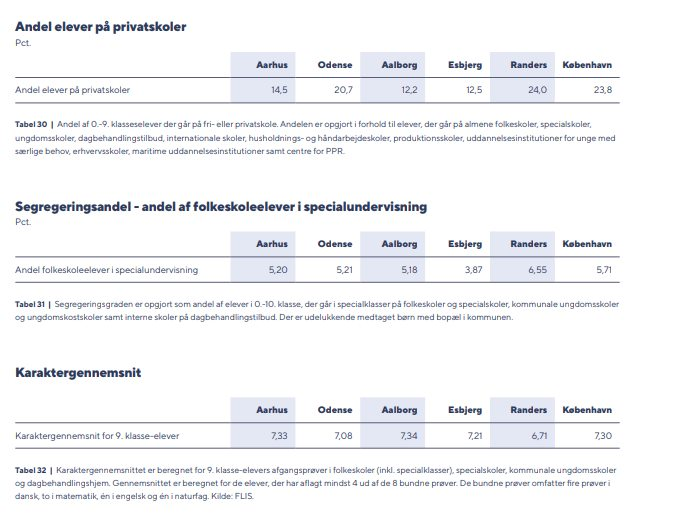 Andel elever på privatskoler
Pct.
Aarhus Odense Aalborg Esbjerg Randers København
Andel elever på privatskoler 14,5 20,7 12,2 12,5 24,0 23,8
Tabel 30 | Andel af 0.-9. klasseselever der går på fri- eller privatskole. Andelen er opgjort i forhold til elever, der går på almene folkeskoler, specialskoler,
ungdomsskoler, dagbehandlingstilbud, internationale skoler, husholdnings- og håndarbejdeskoler, produktionsskoler, uddannelsesinstitutioner for unge med
særlige behov, erhvervsskoler, maritime uddannelsesinstitutioner samt centre for PPR.
Segregeringsandel - andel af folkeskoleelever i specialundervisning
Pct.
Aarhus Odense Aalborg Esbjerg Randers København
Andel folkeskoleelever i specialundervisning 5,20 5,21 5,18 3,87 6,55 5,71
Tabel 31 | Segregeringsgraden er opgjort som andel af elever i 0.-10. klasse, der går i specialklasser på folkeskoler og specialskoler, kommunale ungdomsskoler
og ungdomskostskoler samt interne skoler på dagbehandlingstilbud. Der er udelukkende medtaget børn med bopæl i kommunen.
Karaktergennemsnit
Aarhus Odense Aalborg Esbjerg Randers København
Karaktergennemsnit for 9. klasse-elever 7,33 7,08 7,34 7,21 6,71 7,30
Tabel 32 | Karaktergennemsnittet er beregnet for 9. klasse-elevers afgangsprøver i folkeskoler (inkl. specialklasser), specialskoler, kommunale ungdomsskoler
og dagbehandlingshjem. Gennemsnittet er beregnet for de elever, der har aflagt mindst 4 ud af de 8 bundne prøver. De bundne prøver omfatter fire prøver i
dansk, to i matematik, én i engelsk og én i naturfag. Kilde: FLIS.